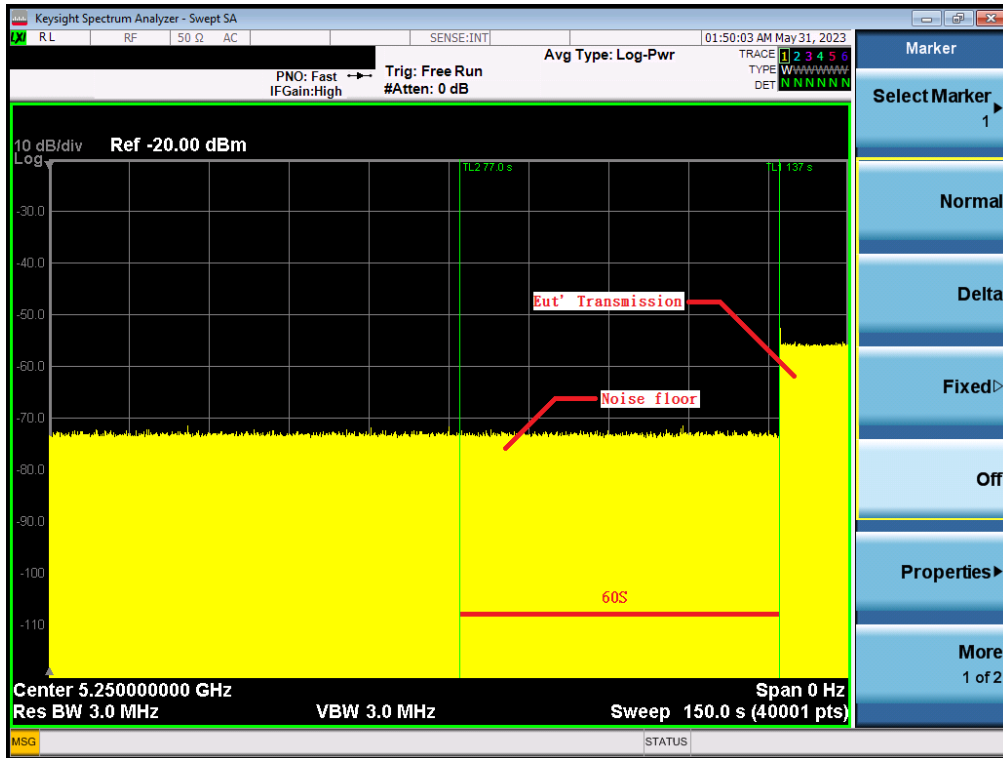 Keysight Spectrum Analyzer - Swept SA
LXI RL RF 50 Ω AC SENSE:INT 01:50:03 AM May 31, 2023
PNO: Fast
IFGain:High
Trig: Free Run
#Atten: 0 dB
Avg Type: Log-Pwr
TRACE 1 2 3 4 5 6
TYPE WWWWWW
DET N N N N N N
10 dB/div Ref -20.00 dBm
Log
TL2 77.0 s
TL1 137 s
-30.0
-40.0
-50.0
-60.0
-70.0
-80.0
-90.0
-100
-110
Eut' Transmission
Noise floor
60S
Center 5.250000000 GHz Span 0 Hz
Res BW 3.0 MHz VBW 3.0 MHz Sweep 150.0 s (40001 pts)
MSG STATUS
Marker
Select Marker
1
Normal
Delta
Fixed
Off
Properties
More
1 of 2